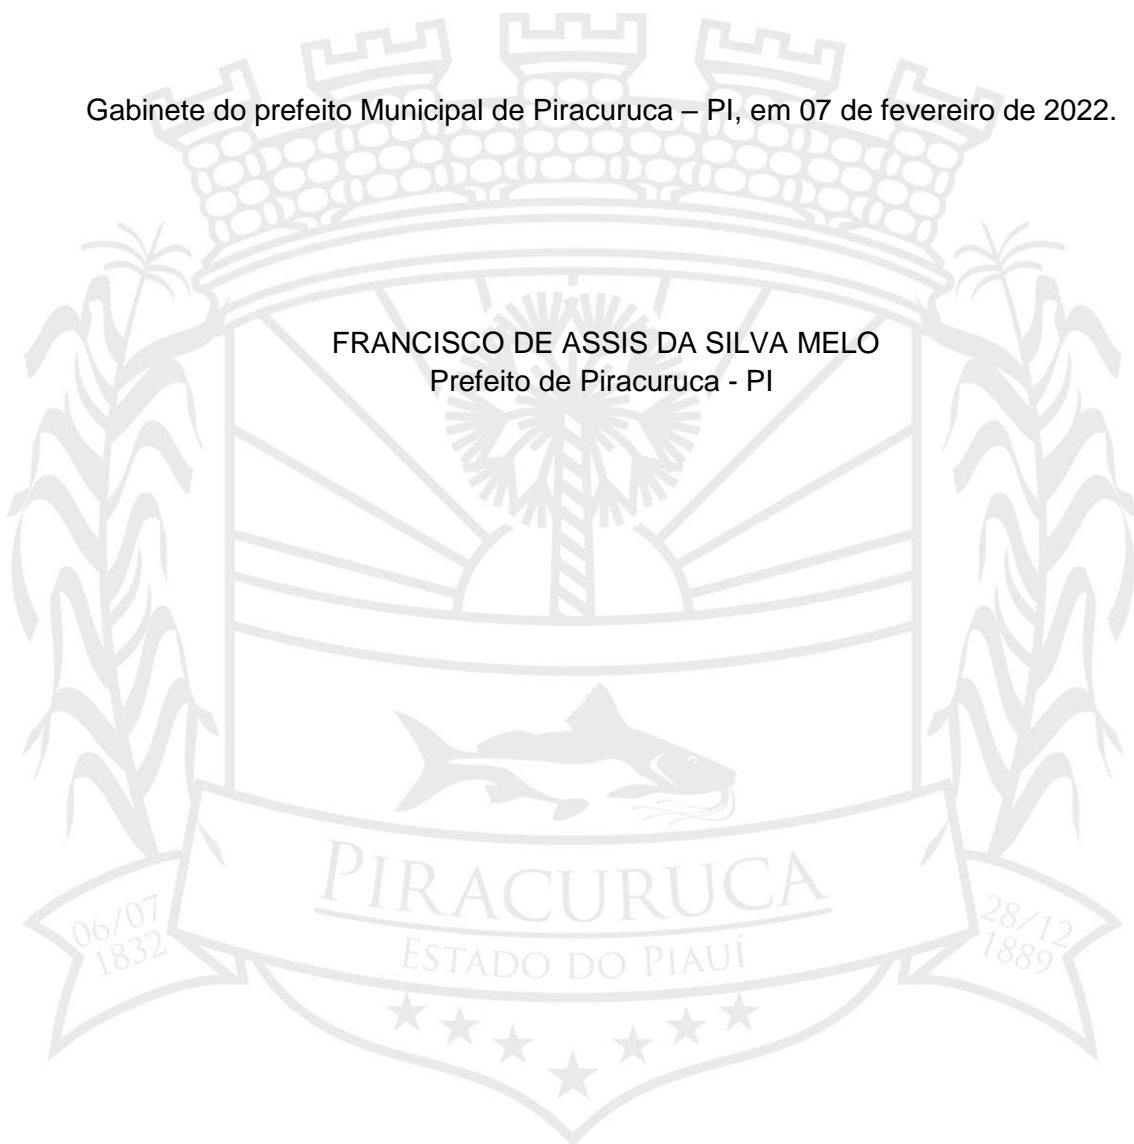 Gabinete do prefeito Municipal de Piracuruca – PI, em 07 de fevereiro de 2022.
FRANCISCO DE ASSIS DA SILVA MELO
Prefeito de Piracuruca - PI
PIRACURUCA
ESTADO DO PIAUÍ
06/07
1832
28/12
1889